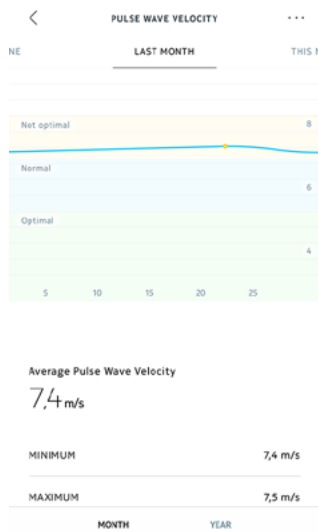 PULSE WAVE VELOCITY
NE LAST MONTH THIS
Not optimal 8
Normal
6
Optimal
4
5 10 15 20 25
Average Pulse Wave Velocity
7,4 m/s
MINIMUM 7,4 m/s
MAXIMUM 7,5 m/s
MONTH YEAR